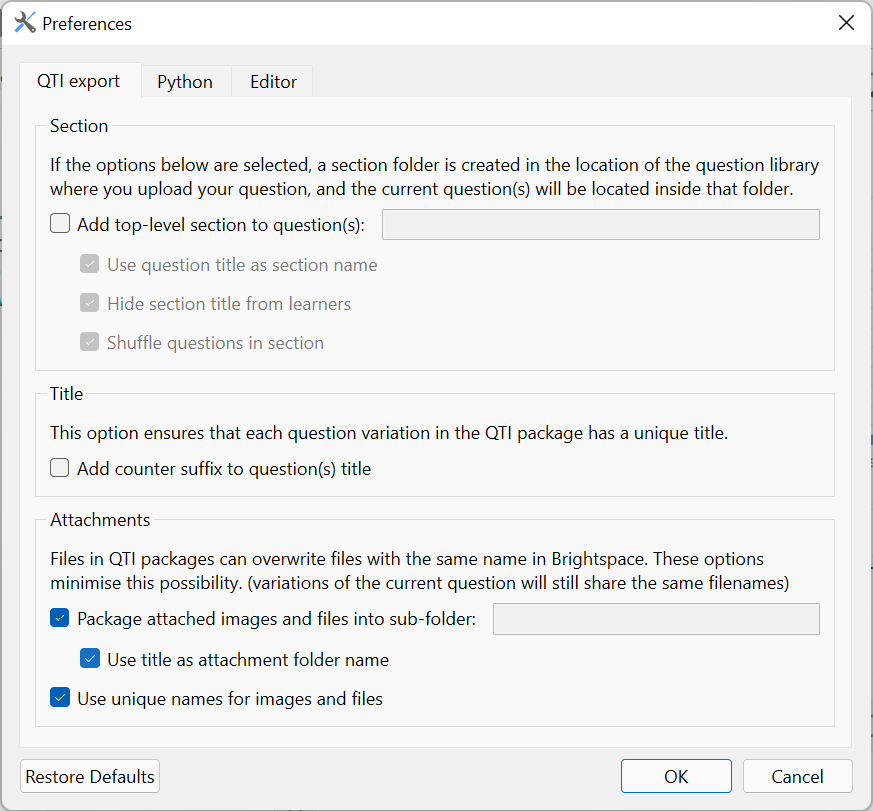 Preferences
QTI export
Python
Editor
Section
If the options below are selected, a section folder is created in the location of the question library
where you upload your question, and the current question(s) will be located inside that folder.
Add top-level section to question(s):
Use question title as section name
Hide section title from learners
Shuffle questions in section
Title
This option ensures that each question variation in the QTI package has a unique title.
Add counter suffix to question(s) title
Attachments
Files in QTI packages can overwrite files with the same name in Brightspace. These options
minimise this possibility. (variations of the current question will still share the same filenames)
Package attached images and files into sub-folder:
Use title as attachment folder name
Use unique names for images and files
Restore Defaults
OK
Cancel